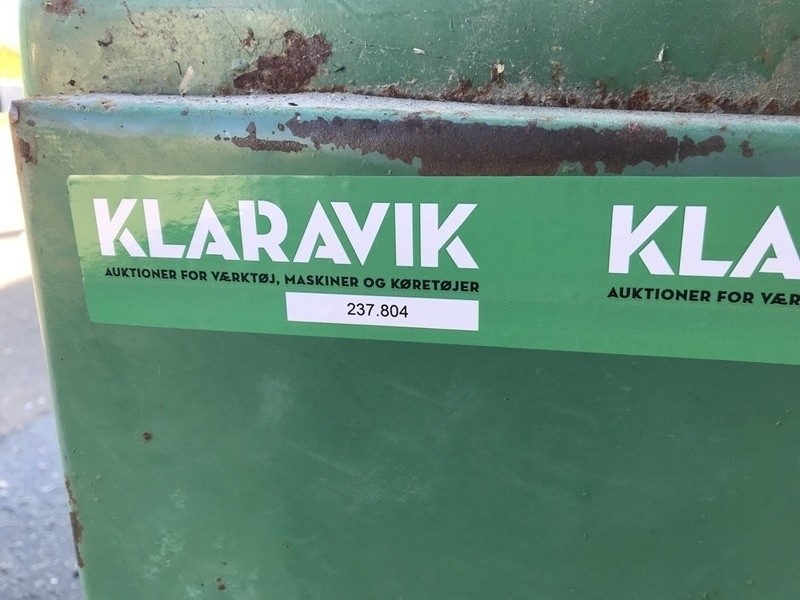 KLARAVIK
AUKTIONER FOR VÆRKTØJ, MASKINER OG KØRETØJER
237.804
KLA
AUKTIONER FOR VÆR